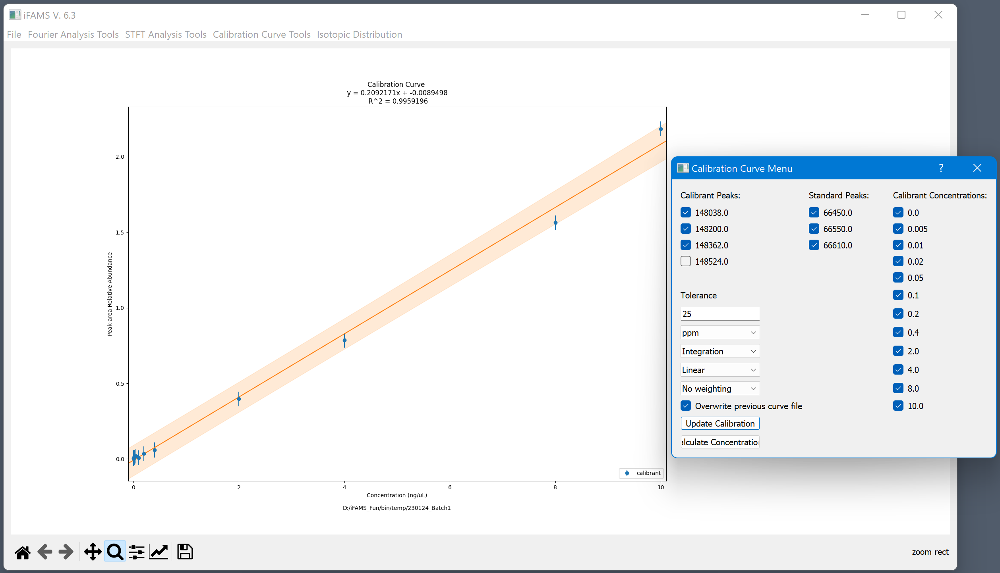 iFAMS V. 6.3
File Fourier Analysis Tools STFT Analysis Tools Calibration Curve Tools Isotopic Distribution
Calibration Curve
y = 0.2092171x + -0.0089498
R^2 = 0.9959196
2.0
1.5
1.0
0.5
0.0
Peak-area Relative Abundance
calibrant
0 2 4 6 8 10
Concentration (ng/uL)
D:/iFAMS_Fun/bin/temp/230124_Batch1
zoom rect
Calibration Curve Menu
?
Calibrant Peaks:
148038.0
148200.0
148362.0
148524.0
Tolerance
25
ppm
Integration
Linear
No weighting
Overwrite previous curve file
Update Calibration
alculate Concentratio
Standard Peaks:
66450.0
66550.0
66610.0
Calibrant Concentrations:
0.0
0.005
0.01
0.02
0.05
0.1
0.2
0.4
2.0
4.0
8.0
10.0